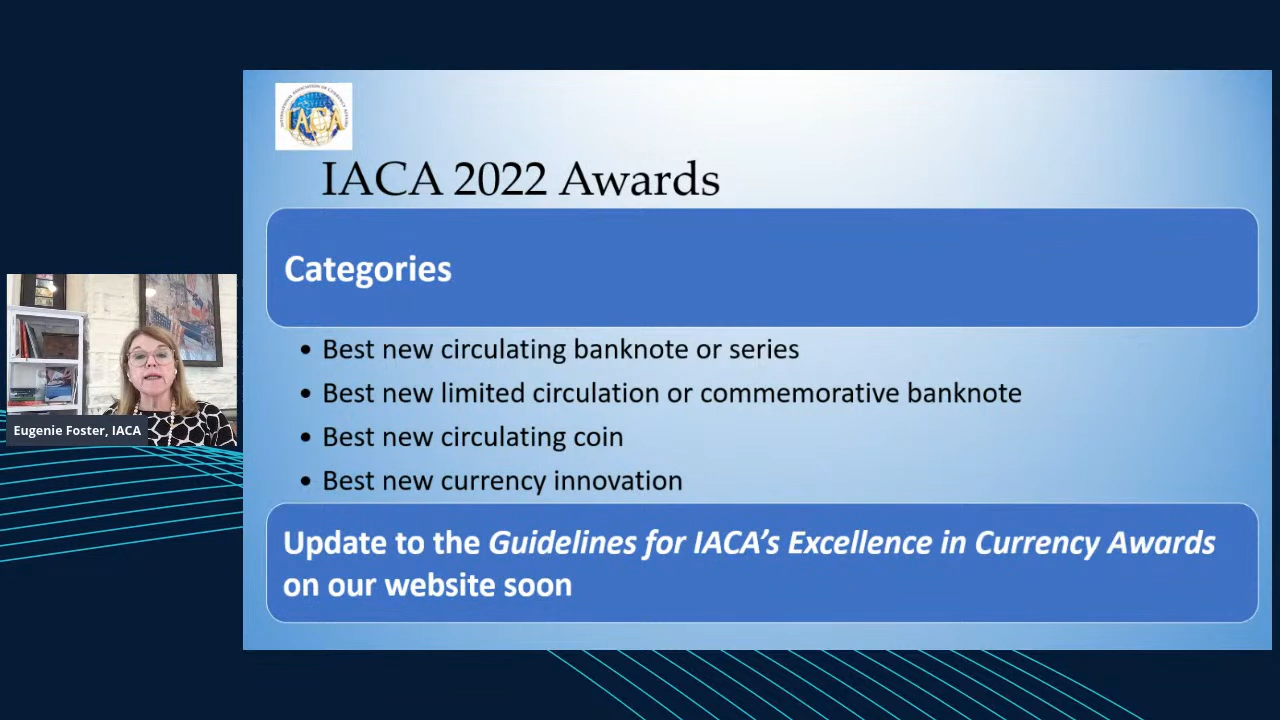 IACA
IACA 2022 Awards
Categories
• Best new circulating banknote or series
• Best new limited circulation or commemorative banknote
• Best new circulating coin
• Best new currency innovation
Update to the Guidelines for IACA’s Excellence in Currency Awards
on our website soon
Eugenie Foster, IACA